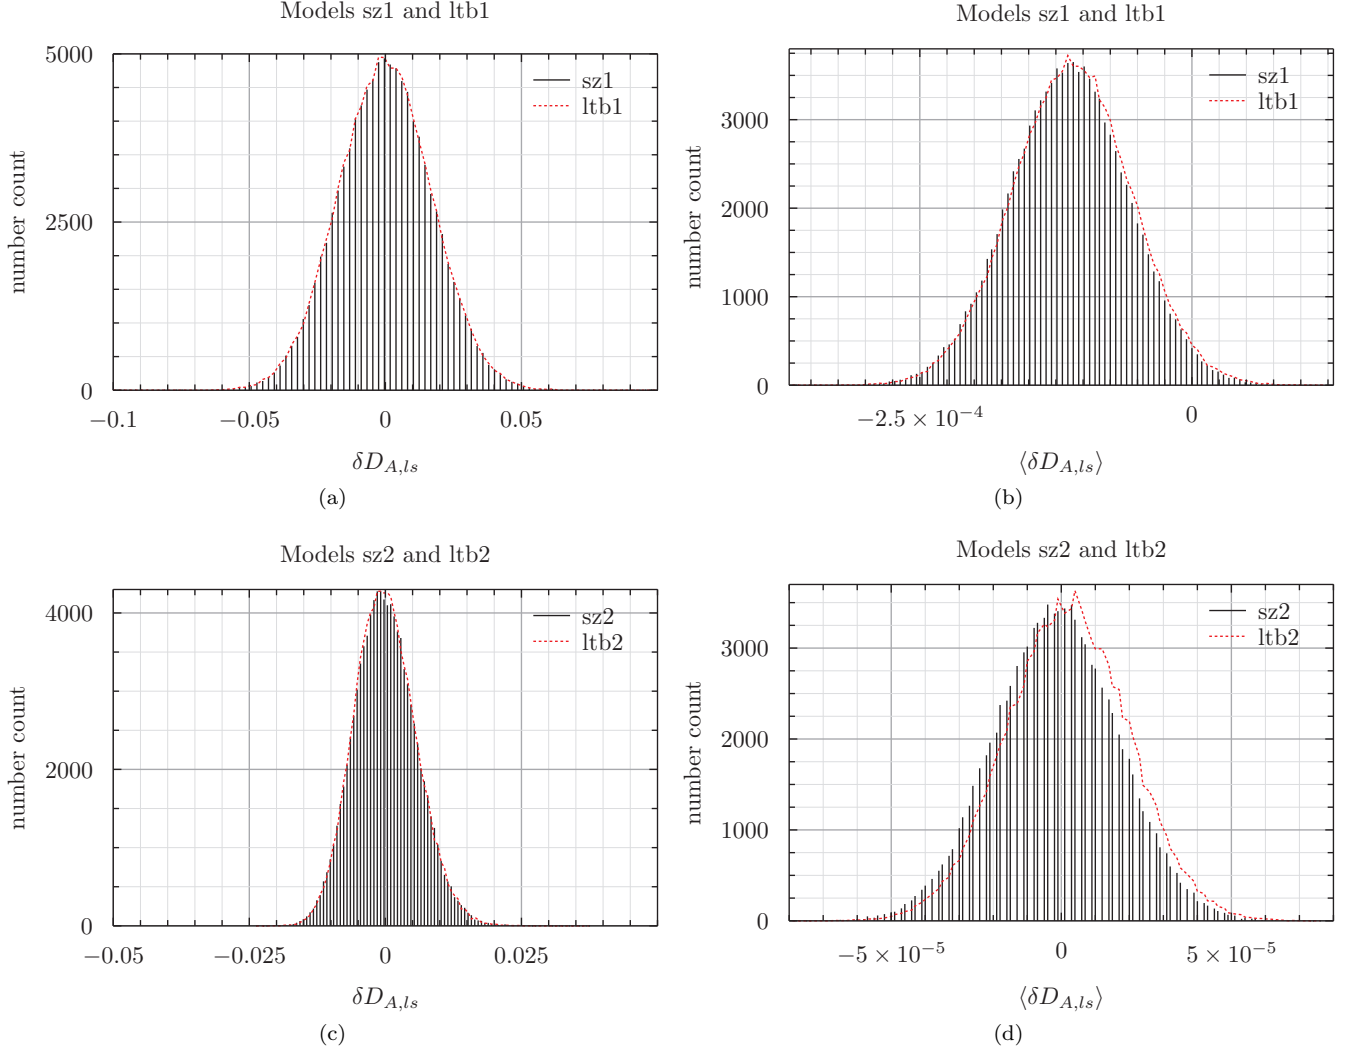 Models sz1 and ltb1
5000
2500
0
number count
sz1
ltb1
−0.1
−0.05
0
0.05
δD_{A,ls}
(a)
Models sz1 and ltb1
3000
2000
1000
0
number count
sz1
ltb1
−2.5 × 10^{−4}
0
⟨δD_{A,ls}⟩
(b)
Models sz2 and ltb2
4000
2000
0
number count
sz2
ltb2
−0.05
−0.025
0
0.025
δD_{A,ls}
(c)
Models sz2 and ltb2
3000
2000
1000
0
number count
sz2
ltb2
−5 × 10^{−5}
0
5 × 10^{−5}
⟨δD_{A,ls}⟩
(d)